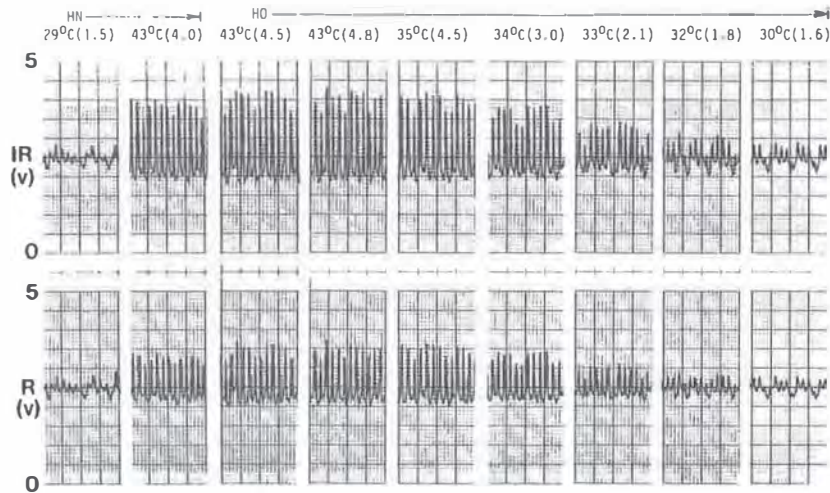 HN HO
29°C(1.5) 43°C(4.0) 43°C(4.5) 43°C(4.8) 35°C(4.5) 34°C(3.0) 33°C(2.1) 32°C(1.8) 30°C(1.6)
5
IR
(v)
0
5
R
(v)
0